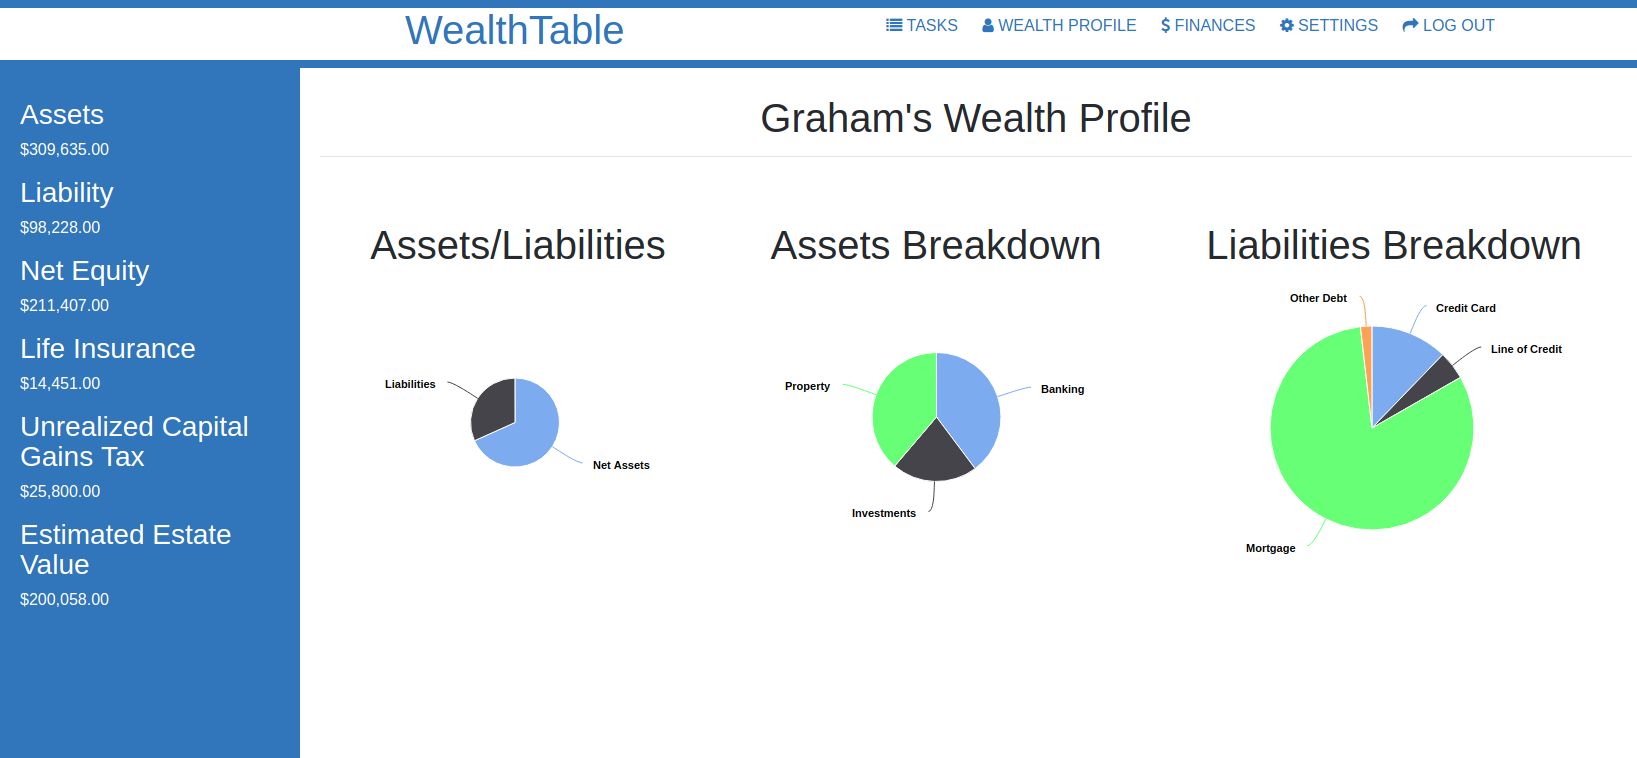 WealthTable
TASKS
WEALTH PROFILE
FINANCES
SETTINGS
LOG OUT
Assets
$309,635.00
Liability
$98,228.00
Net Equity
$211,407.00
Life Insurance
$14,451.00
Unrealized Capital
Gains Tax
$25,800.00
Estimated Estate
Value
$200,058.00
Graham's Wealth Profile
Assets/Liabilities
Liabilities
Net Assets
Assets Breakdown
Property
Banking
Investments
Liabilities Breakdown
Other Debt
Credit Card
Line of Credit
Mortgage